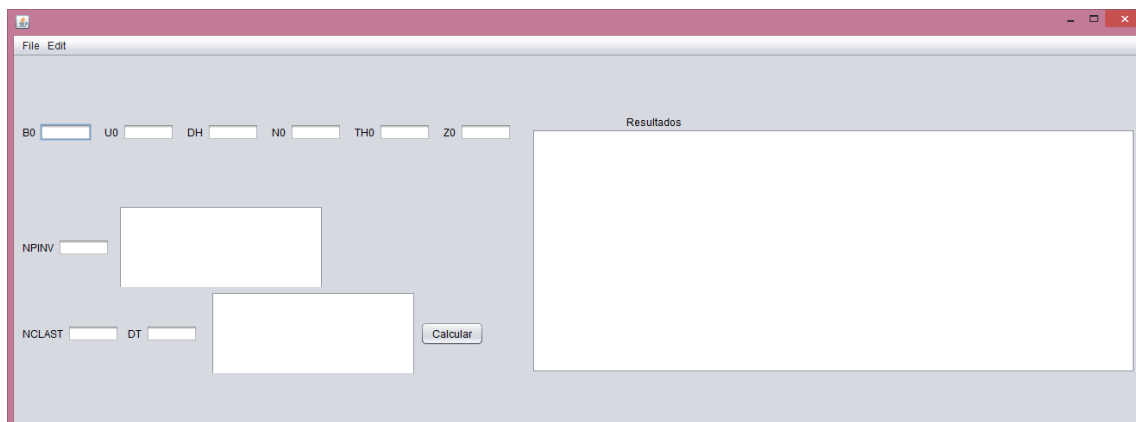 File Edit
B0 U0 DH N0 TH0 Z0
Resultados
NPINV
NCLAST DT Calcular